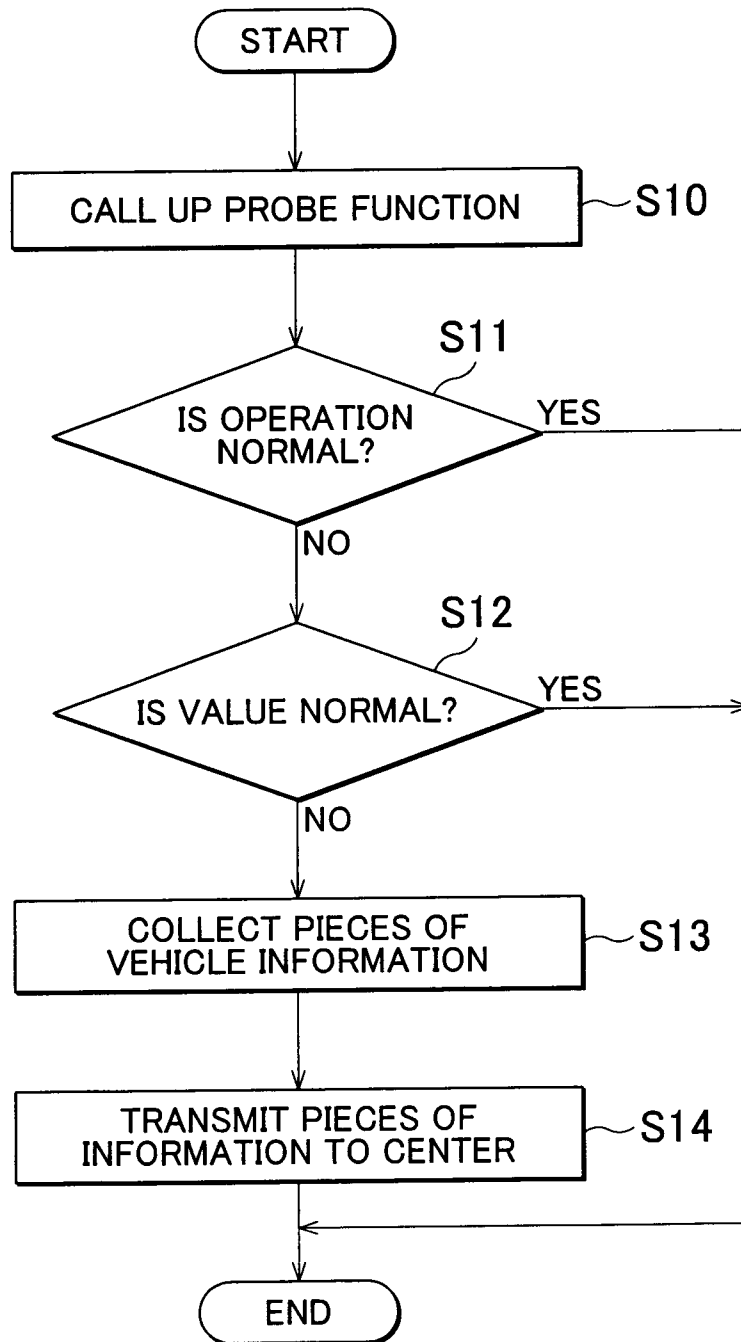 START
CALL UP PROBE FUNCTION
S10
S11
IS OPERATION
NORMAL?
YES
NO
S12
IS VALUE NORMAL?
YES
NO
COLLECT PIECES OF
VEHICLE INFORMATION
S13
TRANSMIT PIECES OF
INFORMATION TO CENTER
S14
END